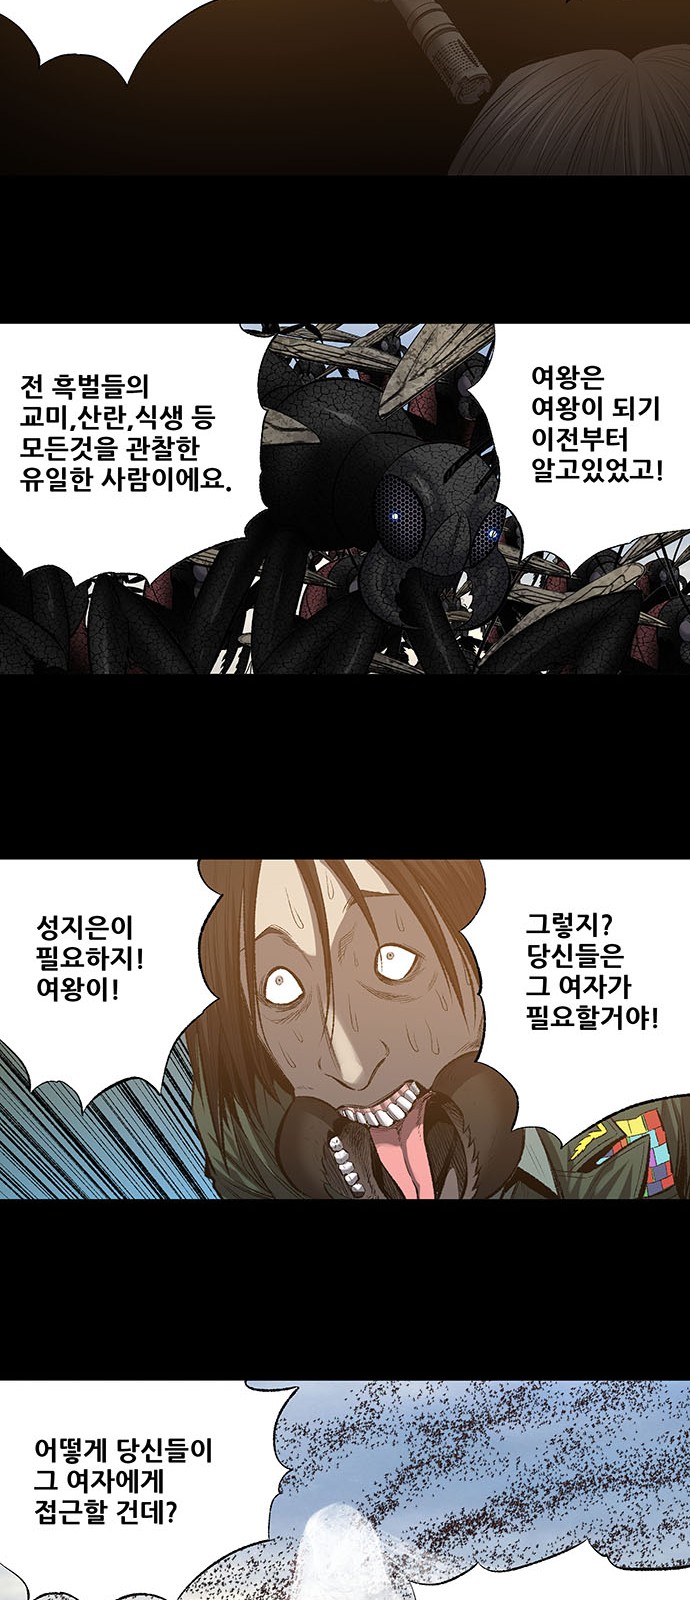 전 흑벌들의
교미,산란,식생 등
모든것을 관찰한
유일한 사람이에요.
여왕은
여왕이 되기
이전부터
알고있었고!
성지은이
필요하지!
여왕이!
그렇지?
당신들은
그 여자가
필요할거야!
어떻게 당신들이
그 여자에게
접근할 건데?